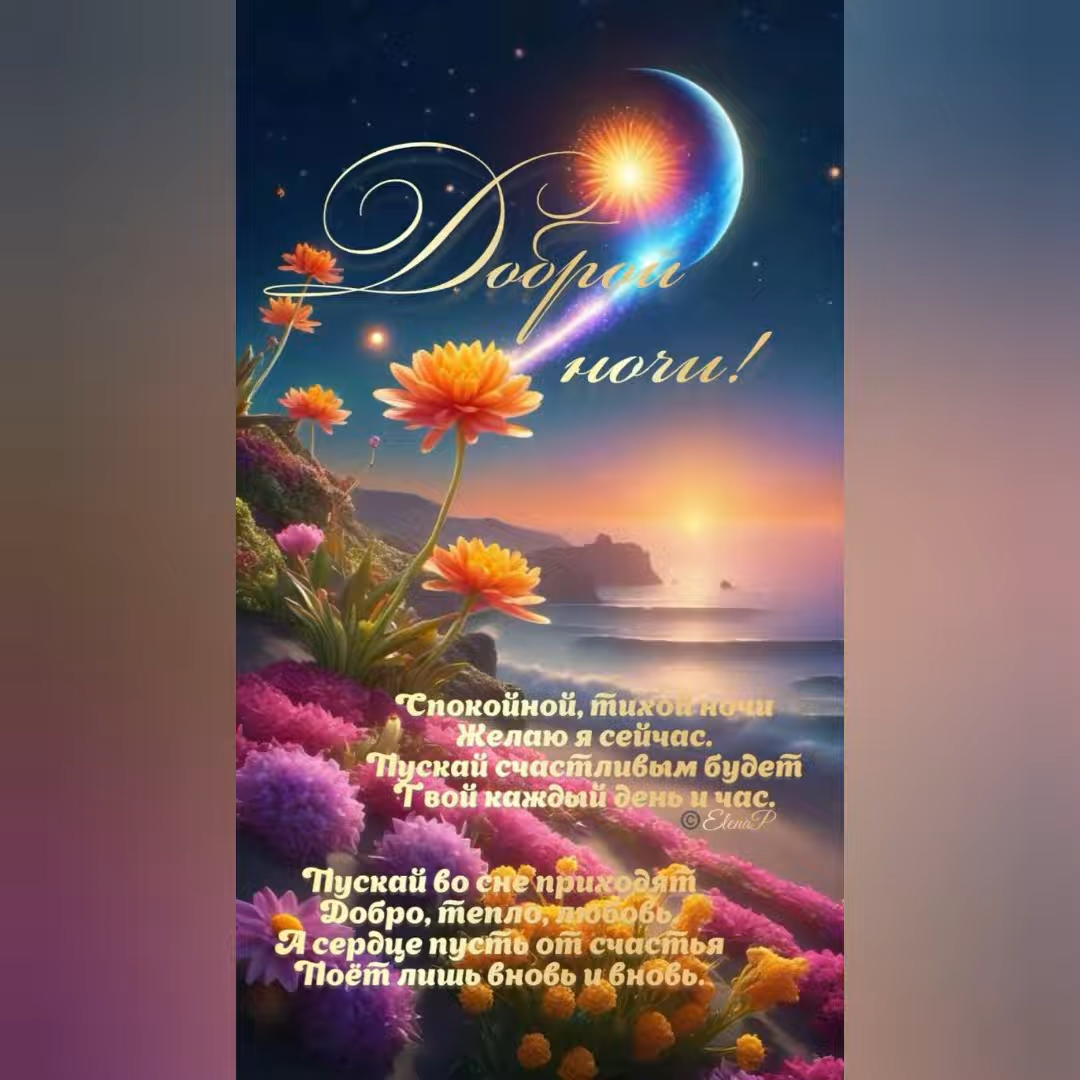 Доброй
ночи!
Спокойной, тихой ночи
Желаю я сейчас.
Пускай счастливым будет
Твой каждый день и час.
© ElenaP
Пускай во сне приходят
Добро, тепло, любовь,
А сердце пусть от счастья
Поёт лишь вновь и вновь.